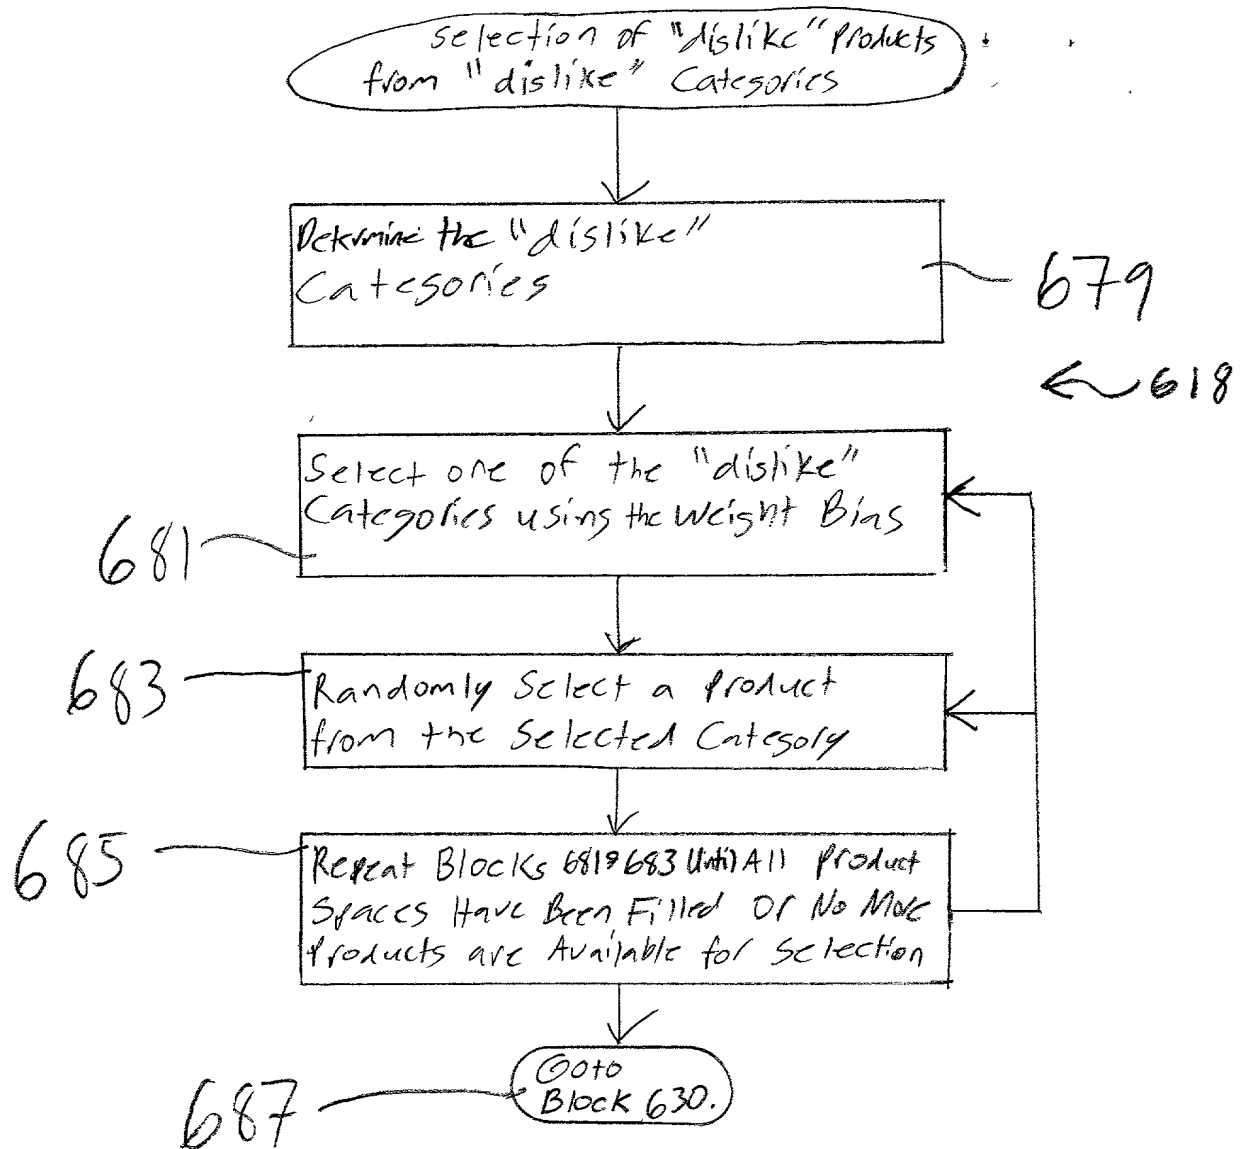 Selection of "dislike" Products
from "dislike" Categories
Determine the "dislike"
Categories
679
618
Select one of the "dislike"
Categories using the Weight Bias
681
683
Randomly Select a Product
from the Selected Category
685
Repeat Blocks 681&683 Until All Product
Spaces Have Been Filled Or No More
Products are Available for Selection
Goto
Block 630.
687